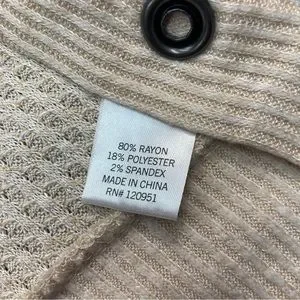 80% RAYON
18% POLYESTER
2% SPANDEX
MADE IN CHINA
RN# 120951